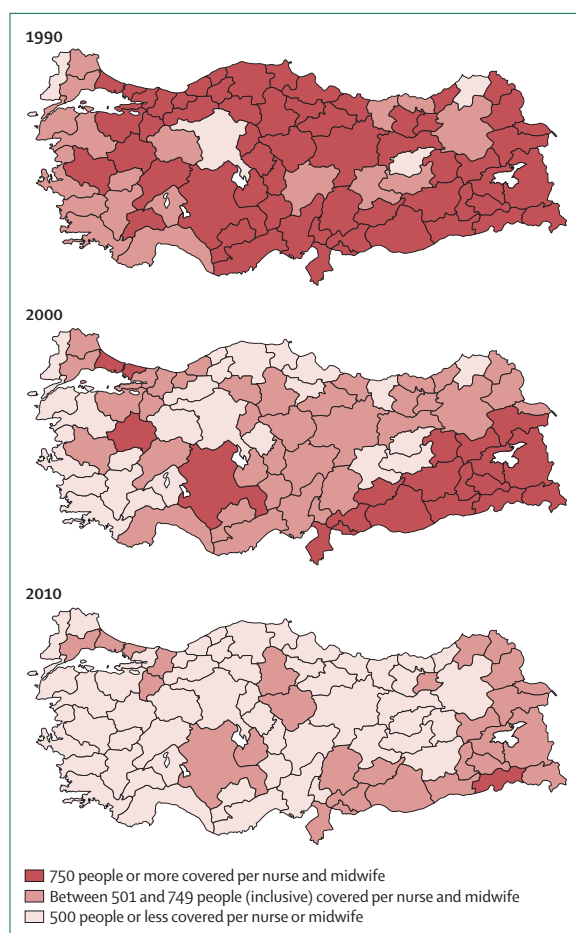 1990
2000
2010
750 people or more covered per nurse and midwife
Between 501 and 749 people (inclusive) covered per nurse and midwife
500 people or less covered per nurse or midwife